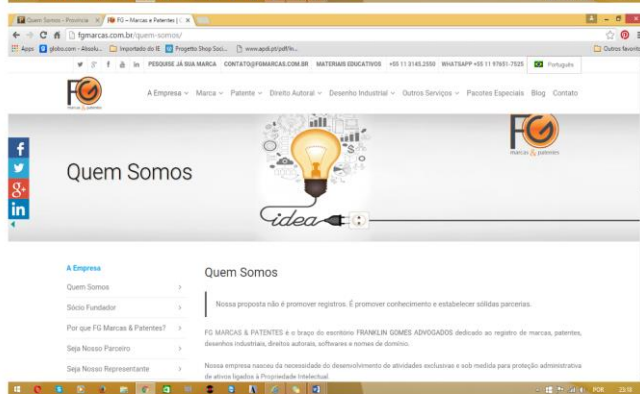 Quem Somos - Província
FG – Marcas e Patentes | C
fgmarcas.com.br/quem-somos/
Apps
globo.com - Absolu...
Importado do IE
Progetto Shop Soci...
www.apdi.pt/pdf/In...
Outros favoritos
PESQUISE JÁ SUA MARCA CONTATO@FGMARCAS.COM.BR MATERIAIS EDUCATIVOS +55 11 3145.2550 WHATSAPP +55 11 97651-7525 Português
FG
marcas & patentes
A Empresa Marca Patente Direito Autoral Desenho Industrial Outros Serviços Pacotes Especiais Blog Contato
FG
marcas & patentes
Quem Somos
idea
A Empresa
Quem Somos
Sócio Fundador
Por que FG Marcas & Patentes?
Seja Nosso Parceiro
Seja Nosso Representante
Quem Somos
Nossa proposta não é promover registros. É promover conhecimento e estabelecer sólidas parcerias.
FG MARCAS & PATENTES é o braço do escritório FRANKLIN GOMES ADVOGADOS dedicado ao registro de marcas, patentes,
desenhos industriais, direitos autorais, softwares e nomes de domínio.
Nossa empresa nasceu da necessidade do desenvolvimento de atividades exclusivas e sob medida para proteção administrativa
de ativos ligados à Propriedade Intelectual.
POR 23:10